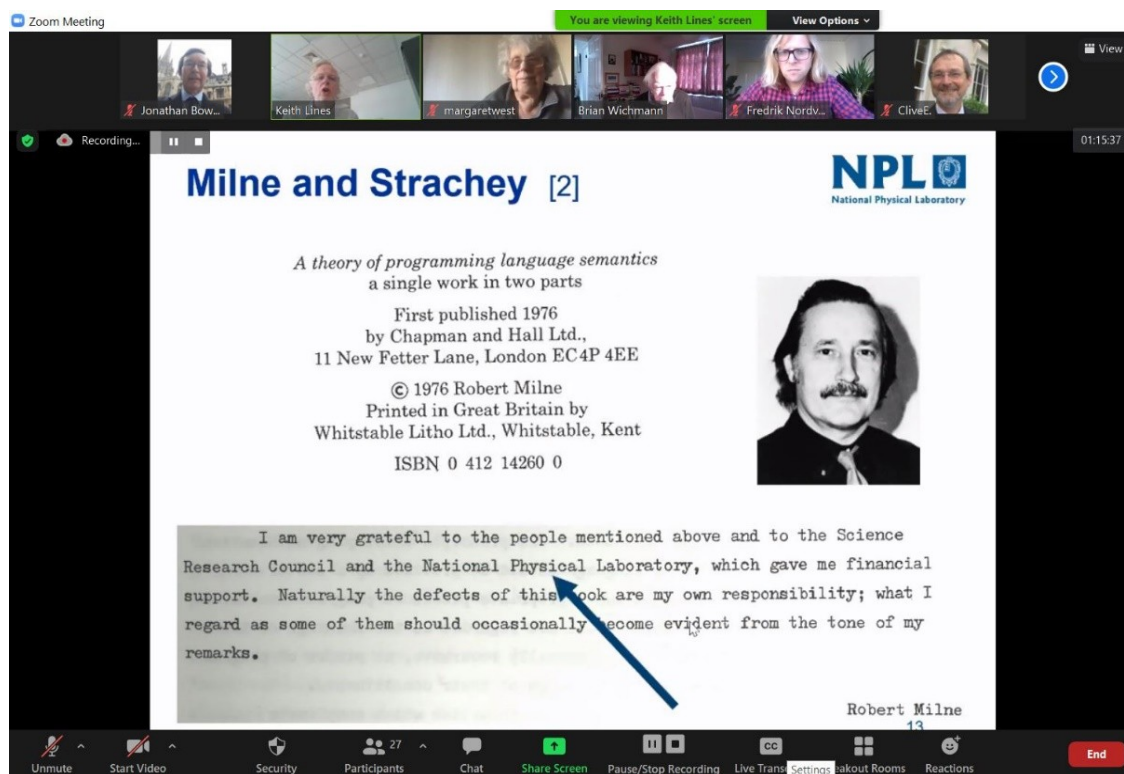 Zoom Meeting
You are viewing Keith Lines' screen
View Options
View
Jonathan Bow...
Keith Lines
margaretwest
Brian Wichmann
Fredrik Nordv...
CliveE.
Recording...
01:15:37
Milne and Strachey [2]
NPL
National Physical Laboratory
A theory of programming language semantics
a single work in two parts
First published 1976
by Chapman and Hall Ltd.,
11 New Fetter Lane, London EC4P 4EE
© 1976 Robert Milne
Printed in Great Britain by
Whitstable Litho Ltd., Whitstable, Kent
ISBN 0 412 14260 0
I am very grateful to the people mentioned above and to the Science
Research Council and the National Physical Laboratory, which gave me financial
support. Naturally the defects of this book are my own responsibility; what I
regard as some of them should occasionally become evident from the tone of my
remarks.
Robert Milne
13
27
Unmute
Start Video
Security
Participants
Chat
Share Screen
Pause/Stop Recording
CC
Live Trans
Settings
eakout Rooms
Reactions
End